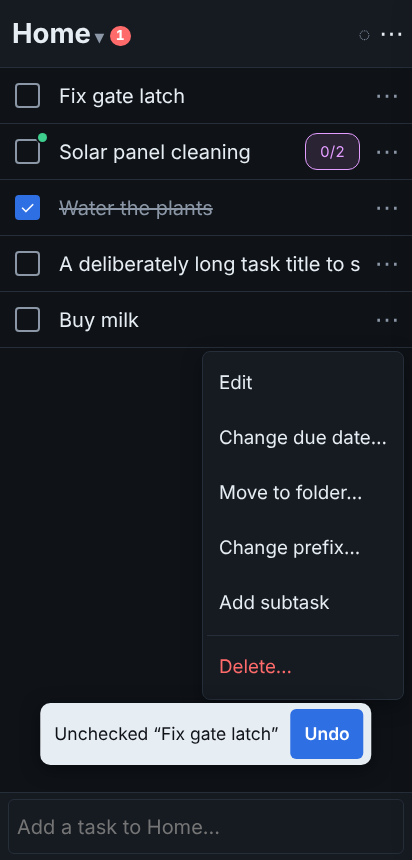 Home ▾ 1 ⋯
Fix gate latch ⋯
Solar panel cleaning 0/2 ⋯
Water the plants ⋯
A deliberately long task title to s ⋯
Buy milk ⋯
Edit
Change due date...
Move to folder...
Change prefix...
Add subtask
Delete...
Unchecked “Fix gate latch” Undo
Add a task to Home...